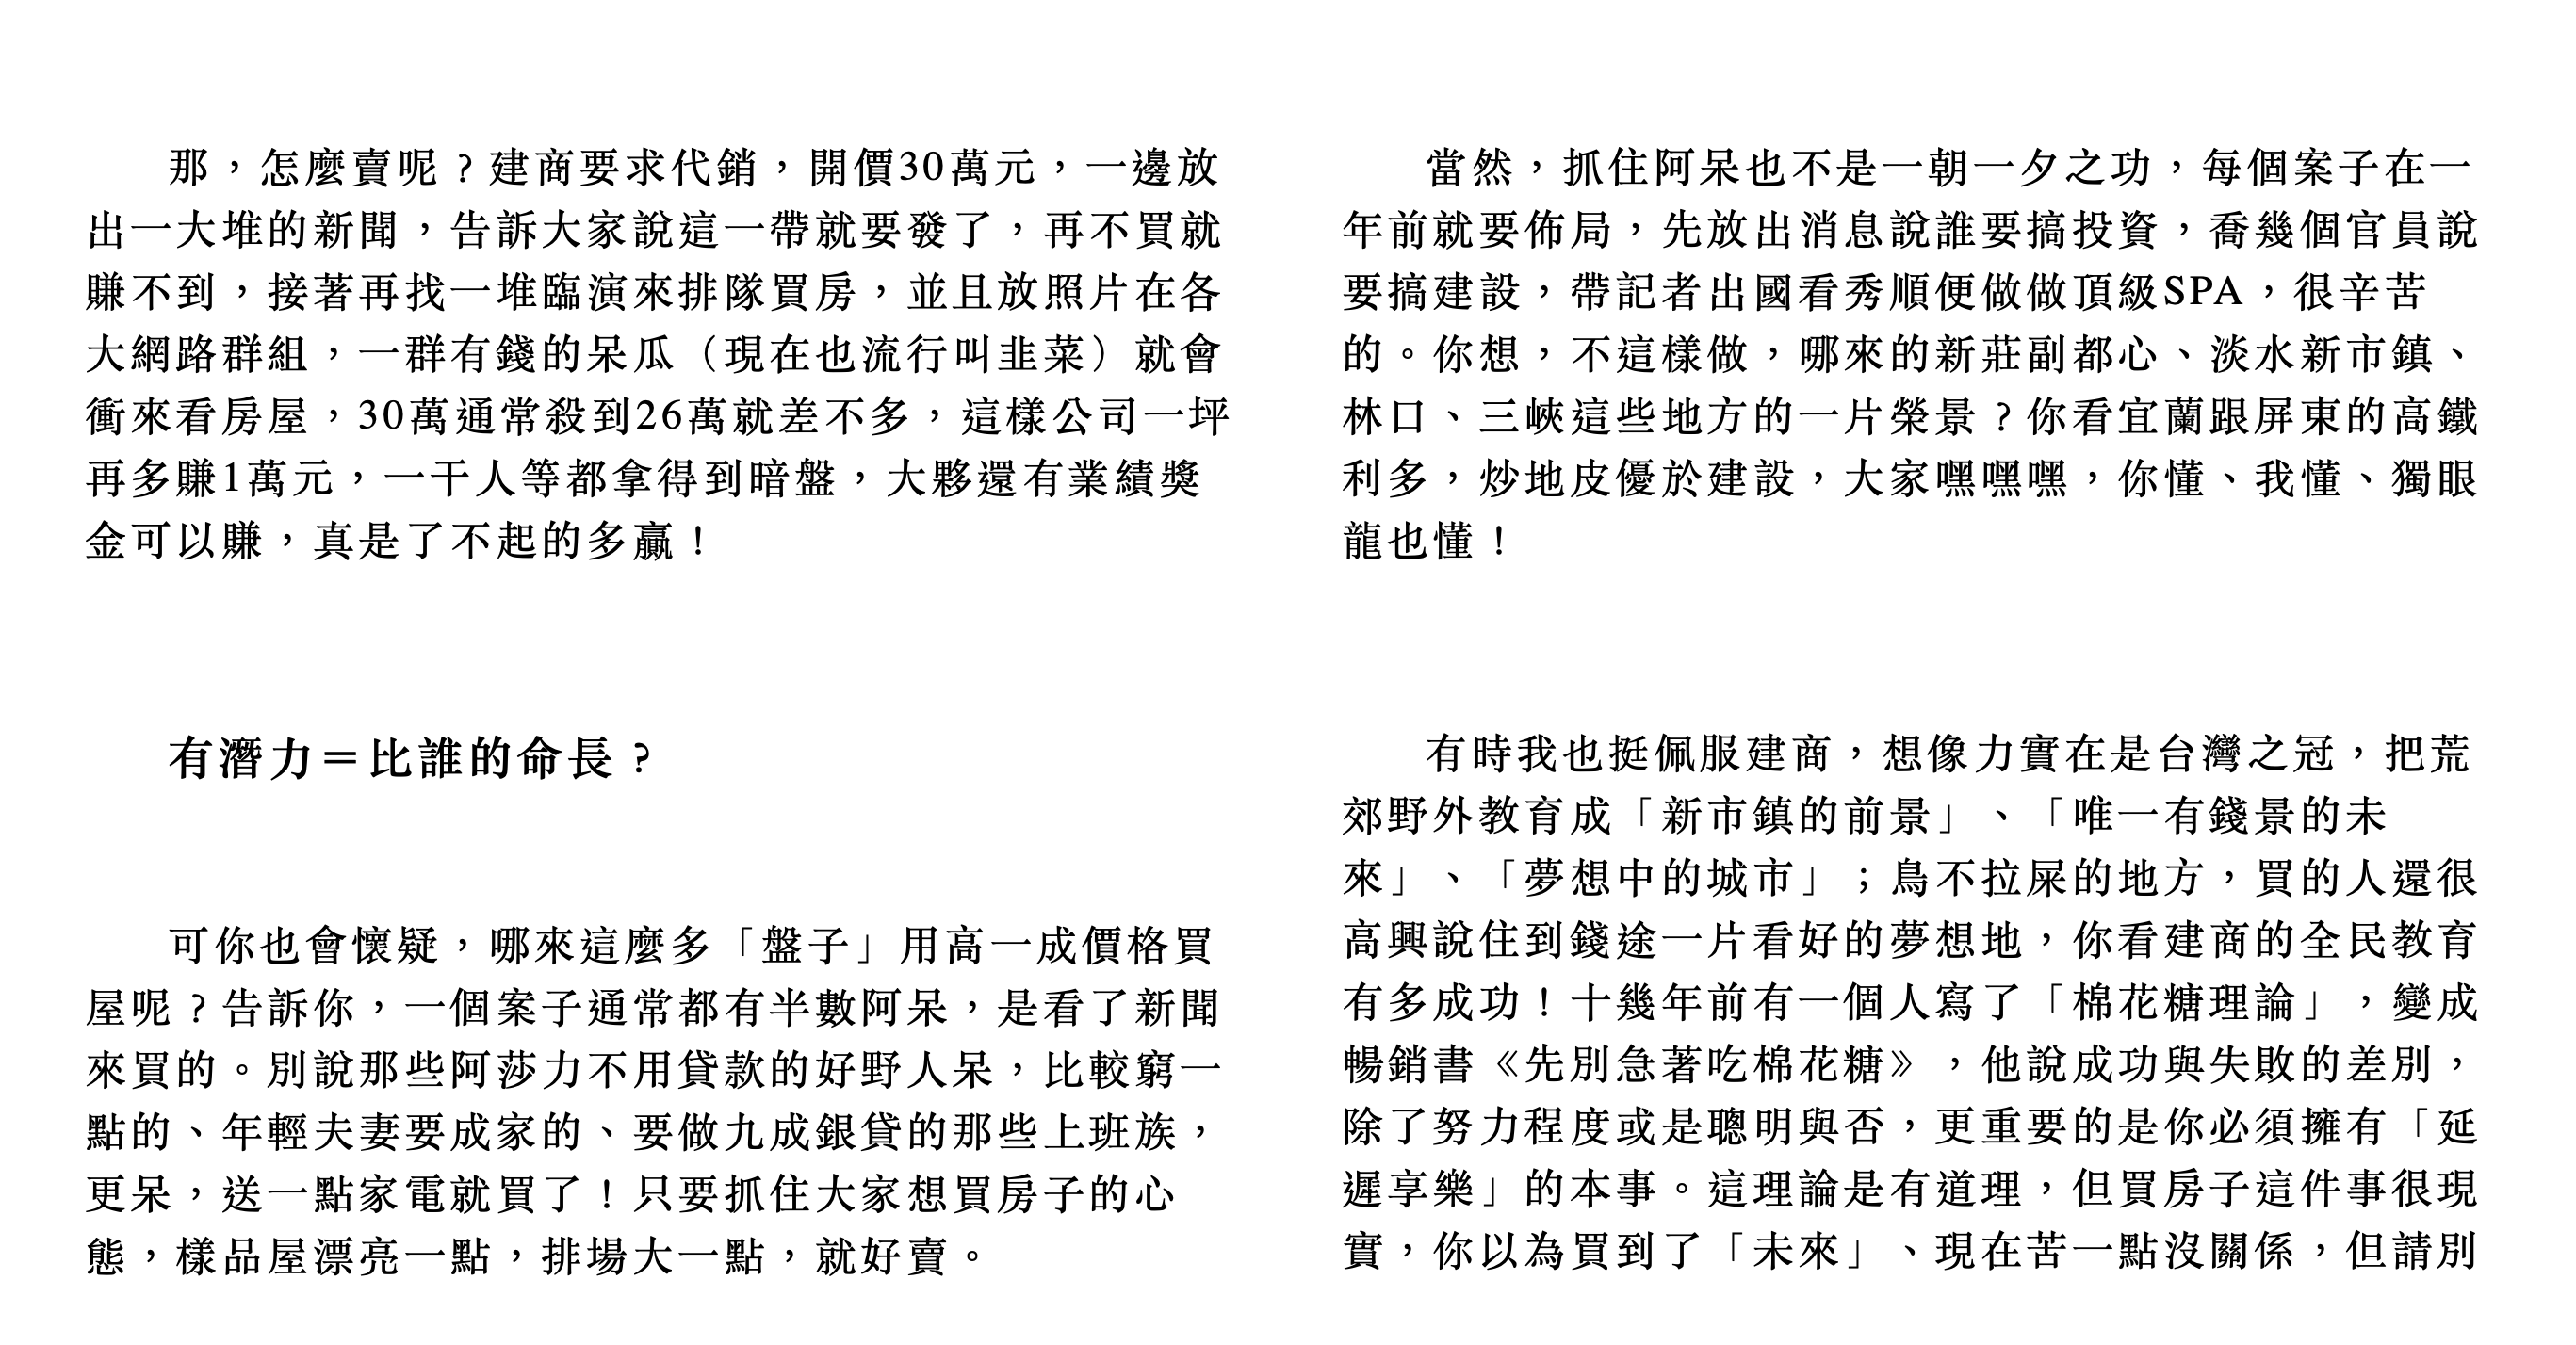 那，怎麼賣呢？建商要求代銷，開價30萬元，一邊放
出一大堆的新聞，告訴大家說這一帶就要發了，再不買就
賺不到，接著再找一堆臨演來排隊買房，並且放照片在各
大網路群組，一群有錢的呆瓜（現在也流行叫韭菜）就會
衝來看房屋，30萬通常殺到26萬就差不多，這樣公司一坪
再多賺1萬元，一干人等都拿得到暗盤，大夥還有業績獎
金可以賺，真是了不起的多贏！
有潛力＝比誰的命長？
可你也會懷疑，哪來這麼多「盤子」用高一成價格買
屋呢？告訴你，一個案子通常都有半數阿呆，是看了新聞
來買的。別說那些阿莎力不用貸款的好野人呆，比較窮一
點的、年輕夫妻要成家的、要做九成銀貸的那些上班族，
更呆，送一點家電就買了！只要抓住大家想買房子的心
態，樣品屋漂亮一點，排場大一點，就好賣。
當然，抓住阿呆也不是一朝一夕之功，每個案子在一
年前就要佈局，先放出消息說誰要搞投資，喬幾個官員說
要搞建設，帶記者出國看秀順便做做頂級SPA，很辛苦
的。你想，不這樣做，哪來的新莊副都心、淡水新市鎮、
林口、三峽這些地方的一片榮景？你看宜蘭跟屏東的高鐵
利多，炒地皮優於建設，大家嘿嘿嘿，你懂、我懂、獨眼
龍也懂！
有時我也挺佩服建商，想像力實在是台灣之冠，把荒
郊野外教育成「新市鎮的前景」、「唯一有錢景的未
來」、「夢想中的城市」；鳥不拉屎的地方，買的人還很
高興說住到錢途一片看好的夢想地，你看建商的全民教育
有多成功！十幾年前有一個人寫了「棉花糖理論」，變成
暢銷書《先別急著吃棉花糖》，他說成功與失敗的差別，
除了努力程度或是聰明與否，更重要的是你必須擁有「延
遲享樂」的本事。這理論是有道理，但買房子這件事很現
實，你以為買到了「未來」、現在苦一點沒關係，但請別